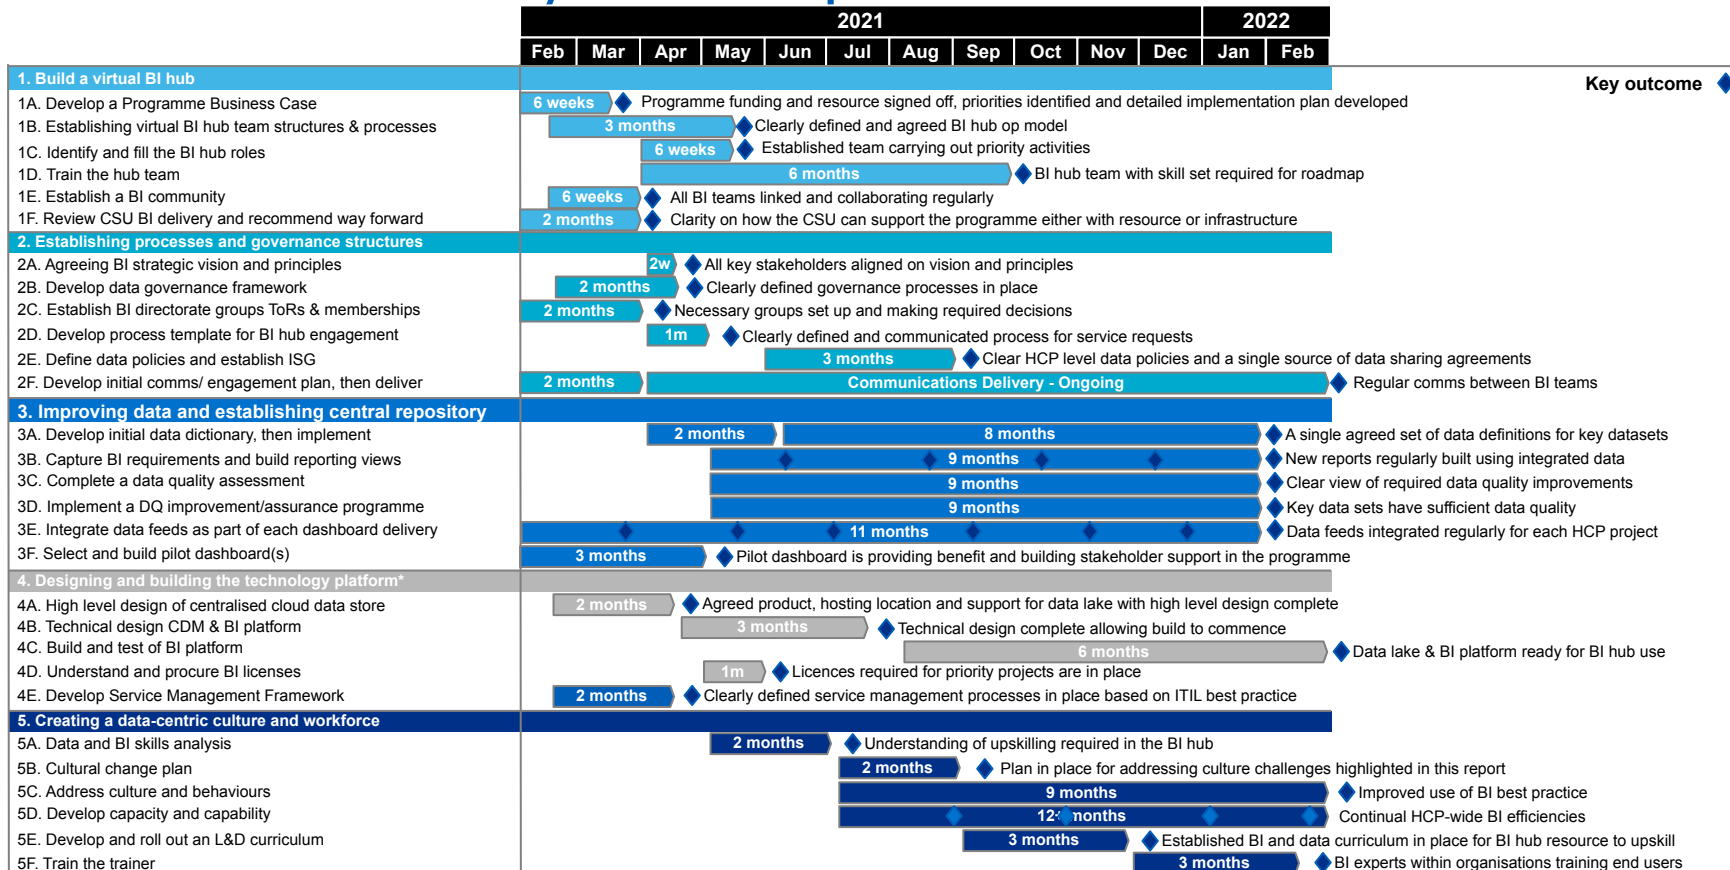 2021 2022
Feb Mar Apr May Jun Jul Aug Sep Oct Nov Dec Jan Feb
Key outcome
1. Build a virtual BI hub
1A. Develop a Programme Business Case 6 weeks Programme funding and resource signed off, priorities identified and detailed implementation plan developed
1B. Establishing virtual BI hub team structures & processes 3 months Clearly defined and agreed BI hub op model
1C. Identify and fill the BI hub roles 6 weeks Established team carrying out priority activities
1D. Train the hub team 6 months BI hub team with skill set required for roadmap
1E. Establish a BI community 6 weeks All BI teams linked and collaborating regularly
1F. Review CSU BI delivery and recommend way forward 2 months Clarity on how the CSU can support the programme either with resource or infrastructure
2. Establishing processes and governance structures
2A. Agreeing BI strategic vision and principles 2w All key stakeholders aligned on vision and principles
2B. Develop data governance framework 2 months Clearly defined governance processes in place
2C. Establish BI directorate groups ToRs & memberships 2 months Necessary groups set up and making required decisions
2D. Develop process template for BI hub engagement 1m Clearly defined and communicated process for service requests
2E. Define data policies and establish ISG 3 months Clear HCP level data policies and a single source of data sharing agreements
2F. Develop initial comms/ engagement plan, then deliver 2 months Communications Delivery - Ongoing Regular comms between BI teams
3. Improving data and establishing central repository
3A. Develop initial data dictionary, then implement 2 months 8 months A single agreed set of data definitions for key datasets
3B. Capture BI requirements and build reporting views 9 months New reports regularly built using integrated data
3C. Complete a data quality assessment 9 months Clear view of required data quality improvements
3D. Implement a DQ improvement/assurance programme 9 months Key data sets have sufficient data quality
3E. Integrate data feeds as part of each dashboard delivery 11 months Data feeds integrated regularly for each HCP project
3F. Select and build pilot dashboard(s) 3 months Pilot dashboard is providing benefit and building stakeholder support in the programme
4. Designing and building the technology platform*
4A. High level design of centralised cloud data store 2 months Agreed product, hosting location and support for data lake with high level design complete
4B. Technical design CDM & BI platform 3 months Technical design complete allowing build to commence
4C. Build and test of BI platform 6 months Data lake & BI platform ready for BI hub use
4D. Understand and procure BI licenses 1m Licences required for priority projects are in place
4E. Develop Service Management Framework 2 months Clearly defined service management processes in place based on ITIL best practice
5. Creating a data-centric culture and workforce
5A. Data and BI skills analysis 2 months Understanding of upskilling required in the BI hub
5B. Cultural change plan 2 months Plan in place for addressing culture challenges highlighted in this report
5C. Address culture and behaviours 9 months Improved use of BI best practice
5D. Develop capacity and capability months Continual HCP-wide BI efficiencies
5E. Develop and roll out an L&D curriculum 3 months Established BI and data curriculum in place for BI hub resource to upskill
5F. Train the trainer 3 months BI experts within organisations training end users